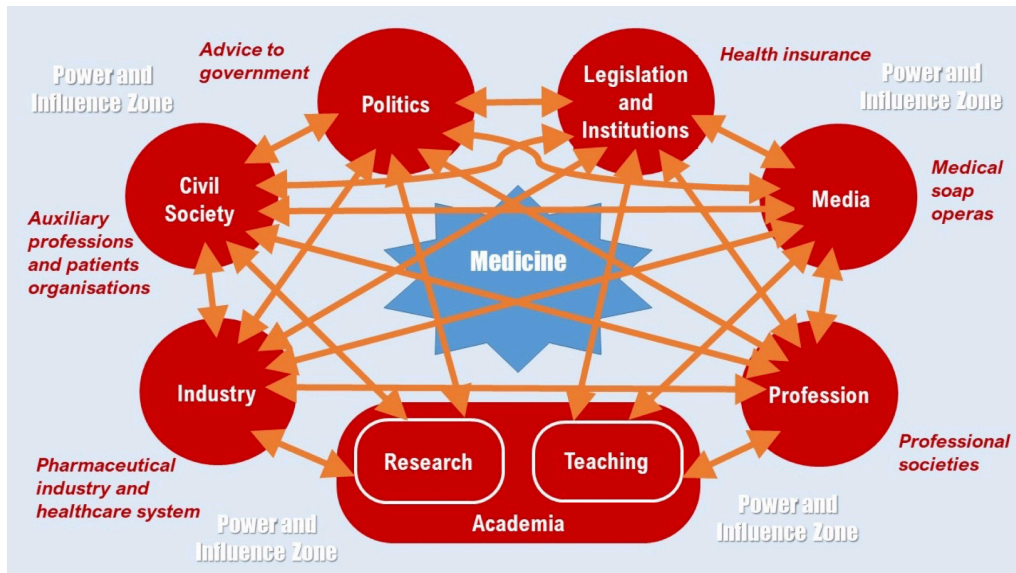 Advice to
government
Health insurance
Power and
Influence Zone
Politics
Legislation
and
Institutions
Power and
Influence Zone
Civil
Society
Media
Medical
soap
operas
Auxiliary
professions
and patients
organisations
Medicine
Industry
Profession
Pharmaceutical
industry and
healthcare system
Research
Teaching
Academia
Professional
societies
Power and
Influence Zone
Power and
Influence Zone